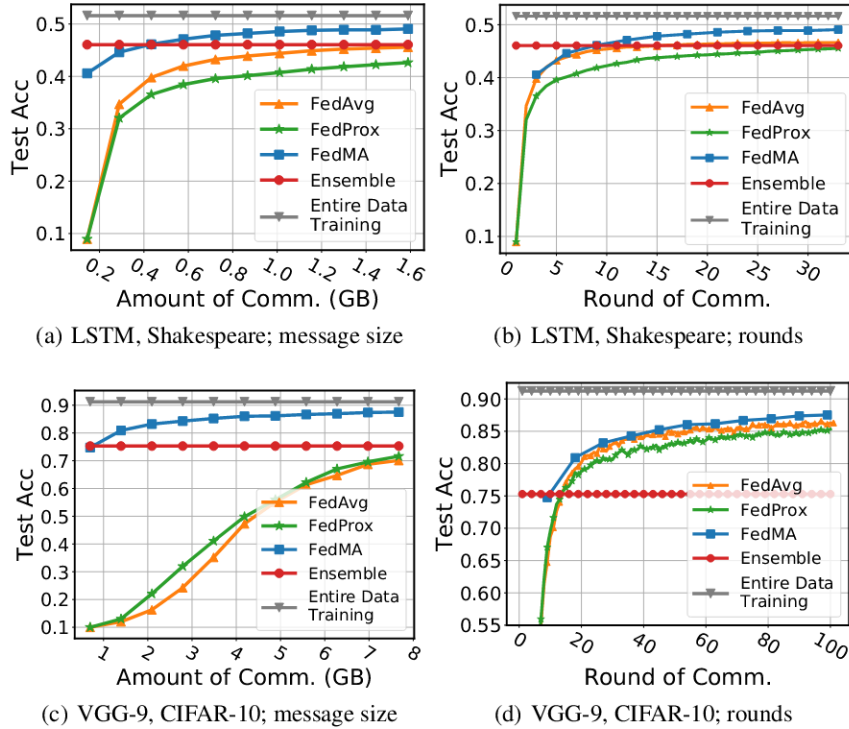 Test Acc
0.5
0.4
0.3
0.2
0.1
FedAvg
FedProx
FedMA
Ensemble
Entire Data
Training
0.2 0.4 0.6 0.8 1.0 1.2 1.4 1.6
Amount of Comm. (GB)
(a) LSTM, Shakespeare; message size
Test Acc
0.5
0.4
0.3
0.2
0.1
FedAvg
FedProx
FedMA
Ensemble
Entire Data
Training
0 5 10 15 20 25 30
Round of Comm.
(b) LSTM, Shakespeare; rounds
Test Acc
0.9
0.8
0.7
0.6
0.5
0.4
0.3
0.2
0.1
FedAvg
FedProx
FedMA
Ensemble
Entire Data
Training
1 2 3 4 5 6 7 8
Amount of Comm. (GB)
(c) VGG-9, CIFAR-10; message size
Test Acc
0.90
0.85
0.80
0.75
0.70
0.65
0.60
0.55
FedAvg
FedProx
FedMA
Ensemble
Entire Data
Training
0 20 40 60 80 100
Round of Comm.
(d) VGG-9, CIFAR-10; rounds